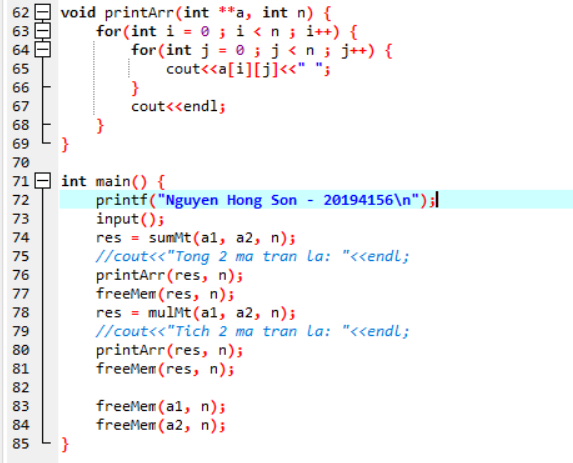 62 void printArr(int **a, int n) {
63     for(int i = 0 ; i < n ; i++) {
64         for(int j = 0 ; j < n ; j++) {
65             cout<<a[i][j]<<" ";
66         }
67         cout<<endl;
68     }
69 }
70
71 int main() {
72     printf("Nguyen Hong Son - 20194156\n");
73     input();
74     res = sumMt(a1, a2, n);
75     //cout<<"Tong 2 ma tran la: "<<endl;
76     printArr(res, n);
77     freeMem(res, n);
78     res = mulMt(a1, a2, n);
79     //cout<<"Tich 2 ma tran la: "<<endl;
80     printArr(res, n);
81     freeMem(res, n);
82
83     freeMem(a1, n);
84     freeMem(a2, n);
85 }